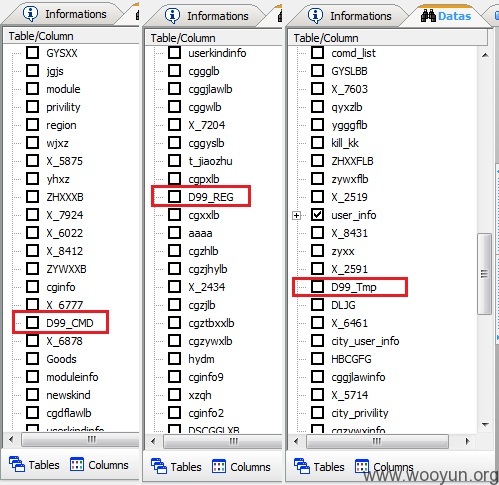 Informations
Table/Column
GYSXX
jgjs
module
privility
region
wjxz
X_5875
yhxz
ZHXXXB
X_7924
X_6022
X_8412
ZYWXXB
cginfo
X_6777
D99_CMD
X_6878
Goods
moduleinfo
newskind
cgdflawlb
userkindinfo
Tables
Columns
Informations
Table/Column
userkindinfo
cggglb
cggjlawlb
cggwlb
X_7204
cggyslb
t_jiaozhu
cgpxlb
D99_REG
cgxxlb
aaaa
cgzhlb
cgzjhylb
X_2434
cgzjlb
cgztbxxlb
cgzywxlb
hydm
cginfo9
xzqh
cginfo2
DSCGGLXB
Tables
Columns
Informations
Datas
Table/Column
comd_list
GYSLBB
X_7603
qyxzlb
ygggflb
kill_kk
ZHXXFLB
zywxflb
X_2519
user_info
X_8431
zyxx
X_2591
D99_Tmp
DLJG
X_6461
city_user_info
HBCGFG
cggjlawinfo
X_5714
city_privility
cgzywxinfo
Tables
Columns
www.wooyun.org